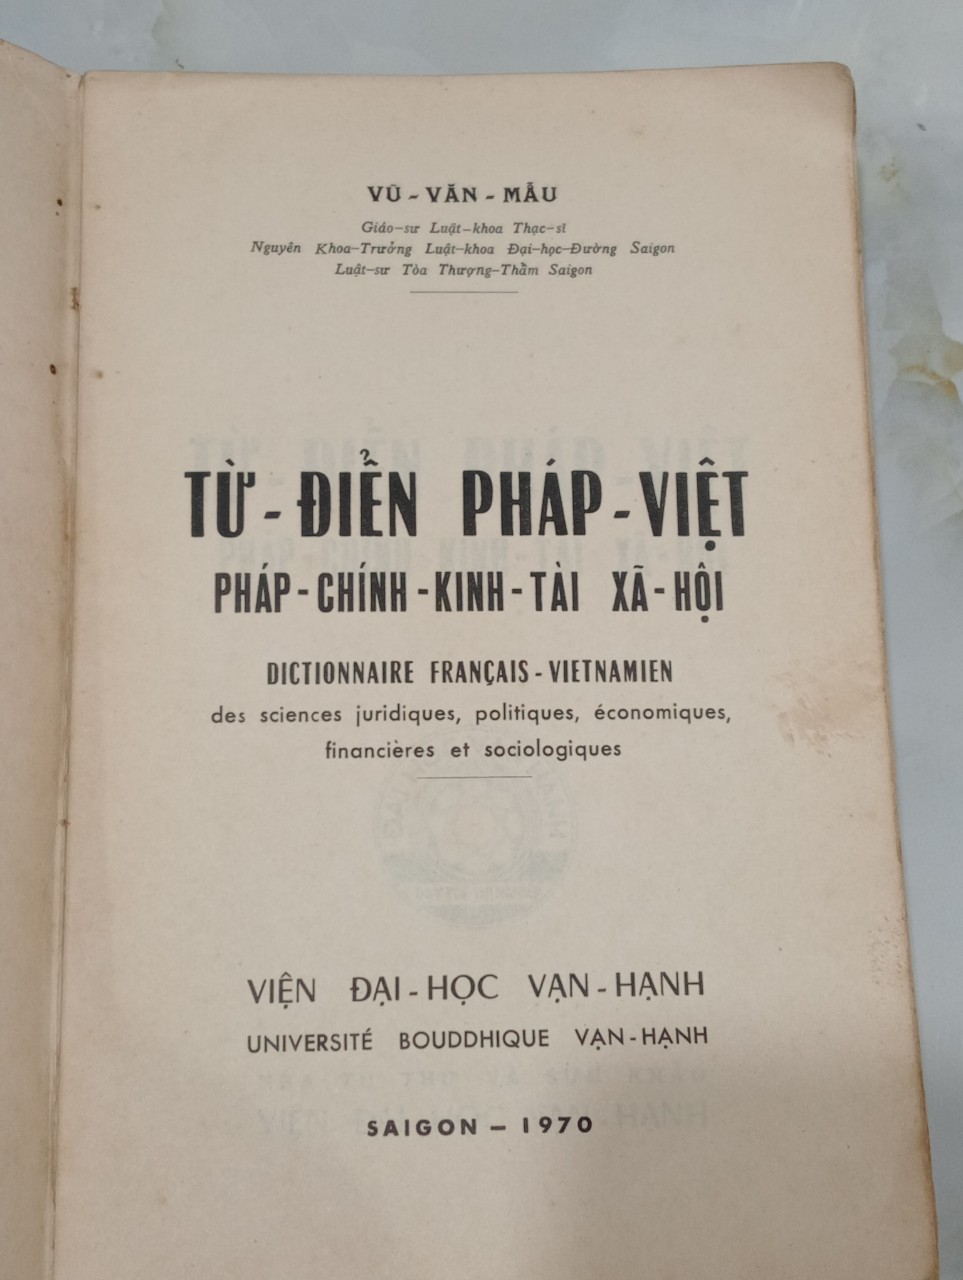 VŨ - VĂN - MẪU
Giáo-sư Luật-khoa Thạc-sĩ
Nguyên Khoa-Trưởng Luật-khoa Đại-học-Đường Saigon
Luật-sư Tòa Thượng-Thẩm Saigon
TỪ - ĐIỂN PHÁP - VIỆT
PHÁP - CHÍNH - KINH - TÀI XÃ - HỘI
DICTIONNAIRE FRANÇAIS - VIETNAMIEN
des sciences juridiques, politiques, économiques,
financières et sociologiques
VIỆN ĐẠI - HỌC VẠN - HẠNH
UNIVERSITÉ BOUDDHIQUE VẠN - HẠNH
SAIGON — 1970